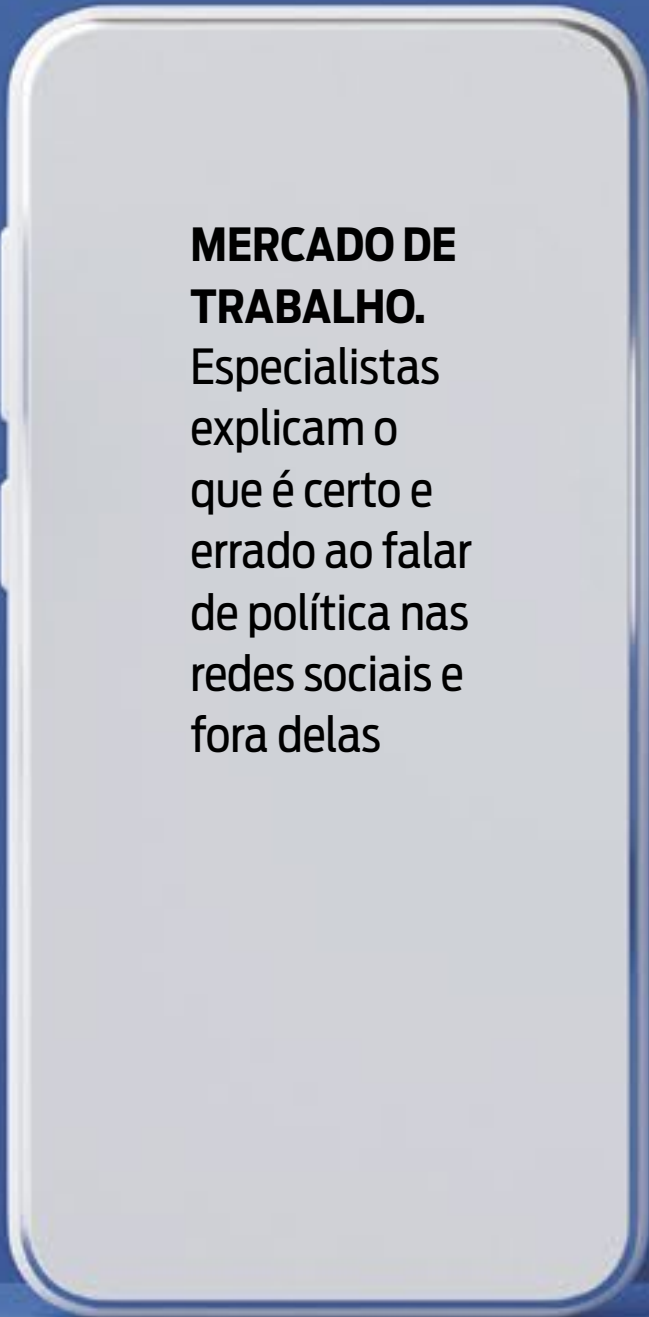 MERCADO DE
TRABALHO.
Especialistas
explicam o
que é certo e
errado ao falar
de política nas
redes sociais e
fora delas